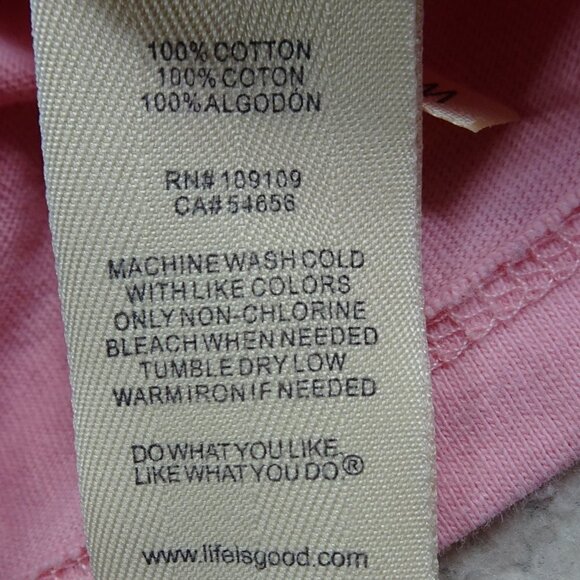 100% COTTON
100% COTON
100% ALGODÓN
M
RN# 109109
CA# 54656
MACHINE WASH COLD
WITH LIKE COLORS
ONLY NON-CHLORINE
BLEACH WHEN NEEDED
TUMBLE DRY LOW
WARM IRON IF NEEDED
DO WHAT YOU LIKE
LIKE WHAT YOU DO®
www.lifeisgood.com